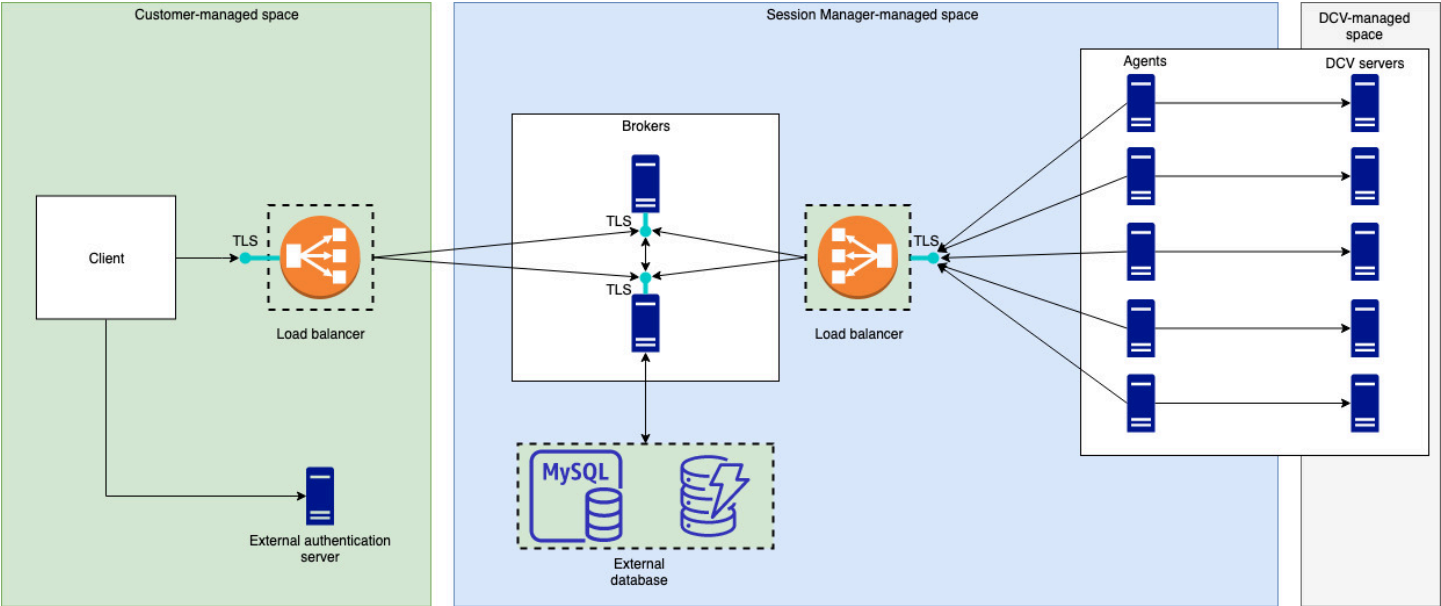 Customer-managed space
Session Manager-managed space
DCV-managed
space
Agents
DCV servers
Brokers
TLS
TLS
TLS
Client
TLS
Load balancer
Load balancer
MySQL
External authentication
server
External
database